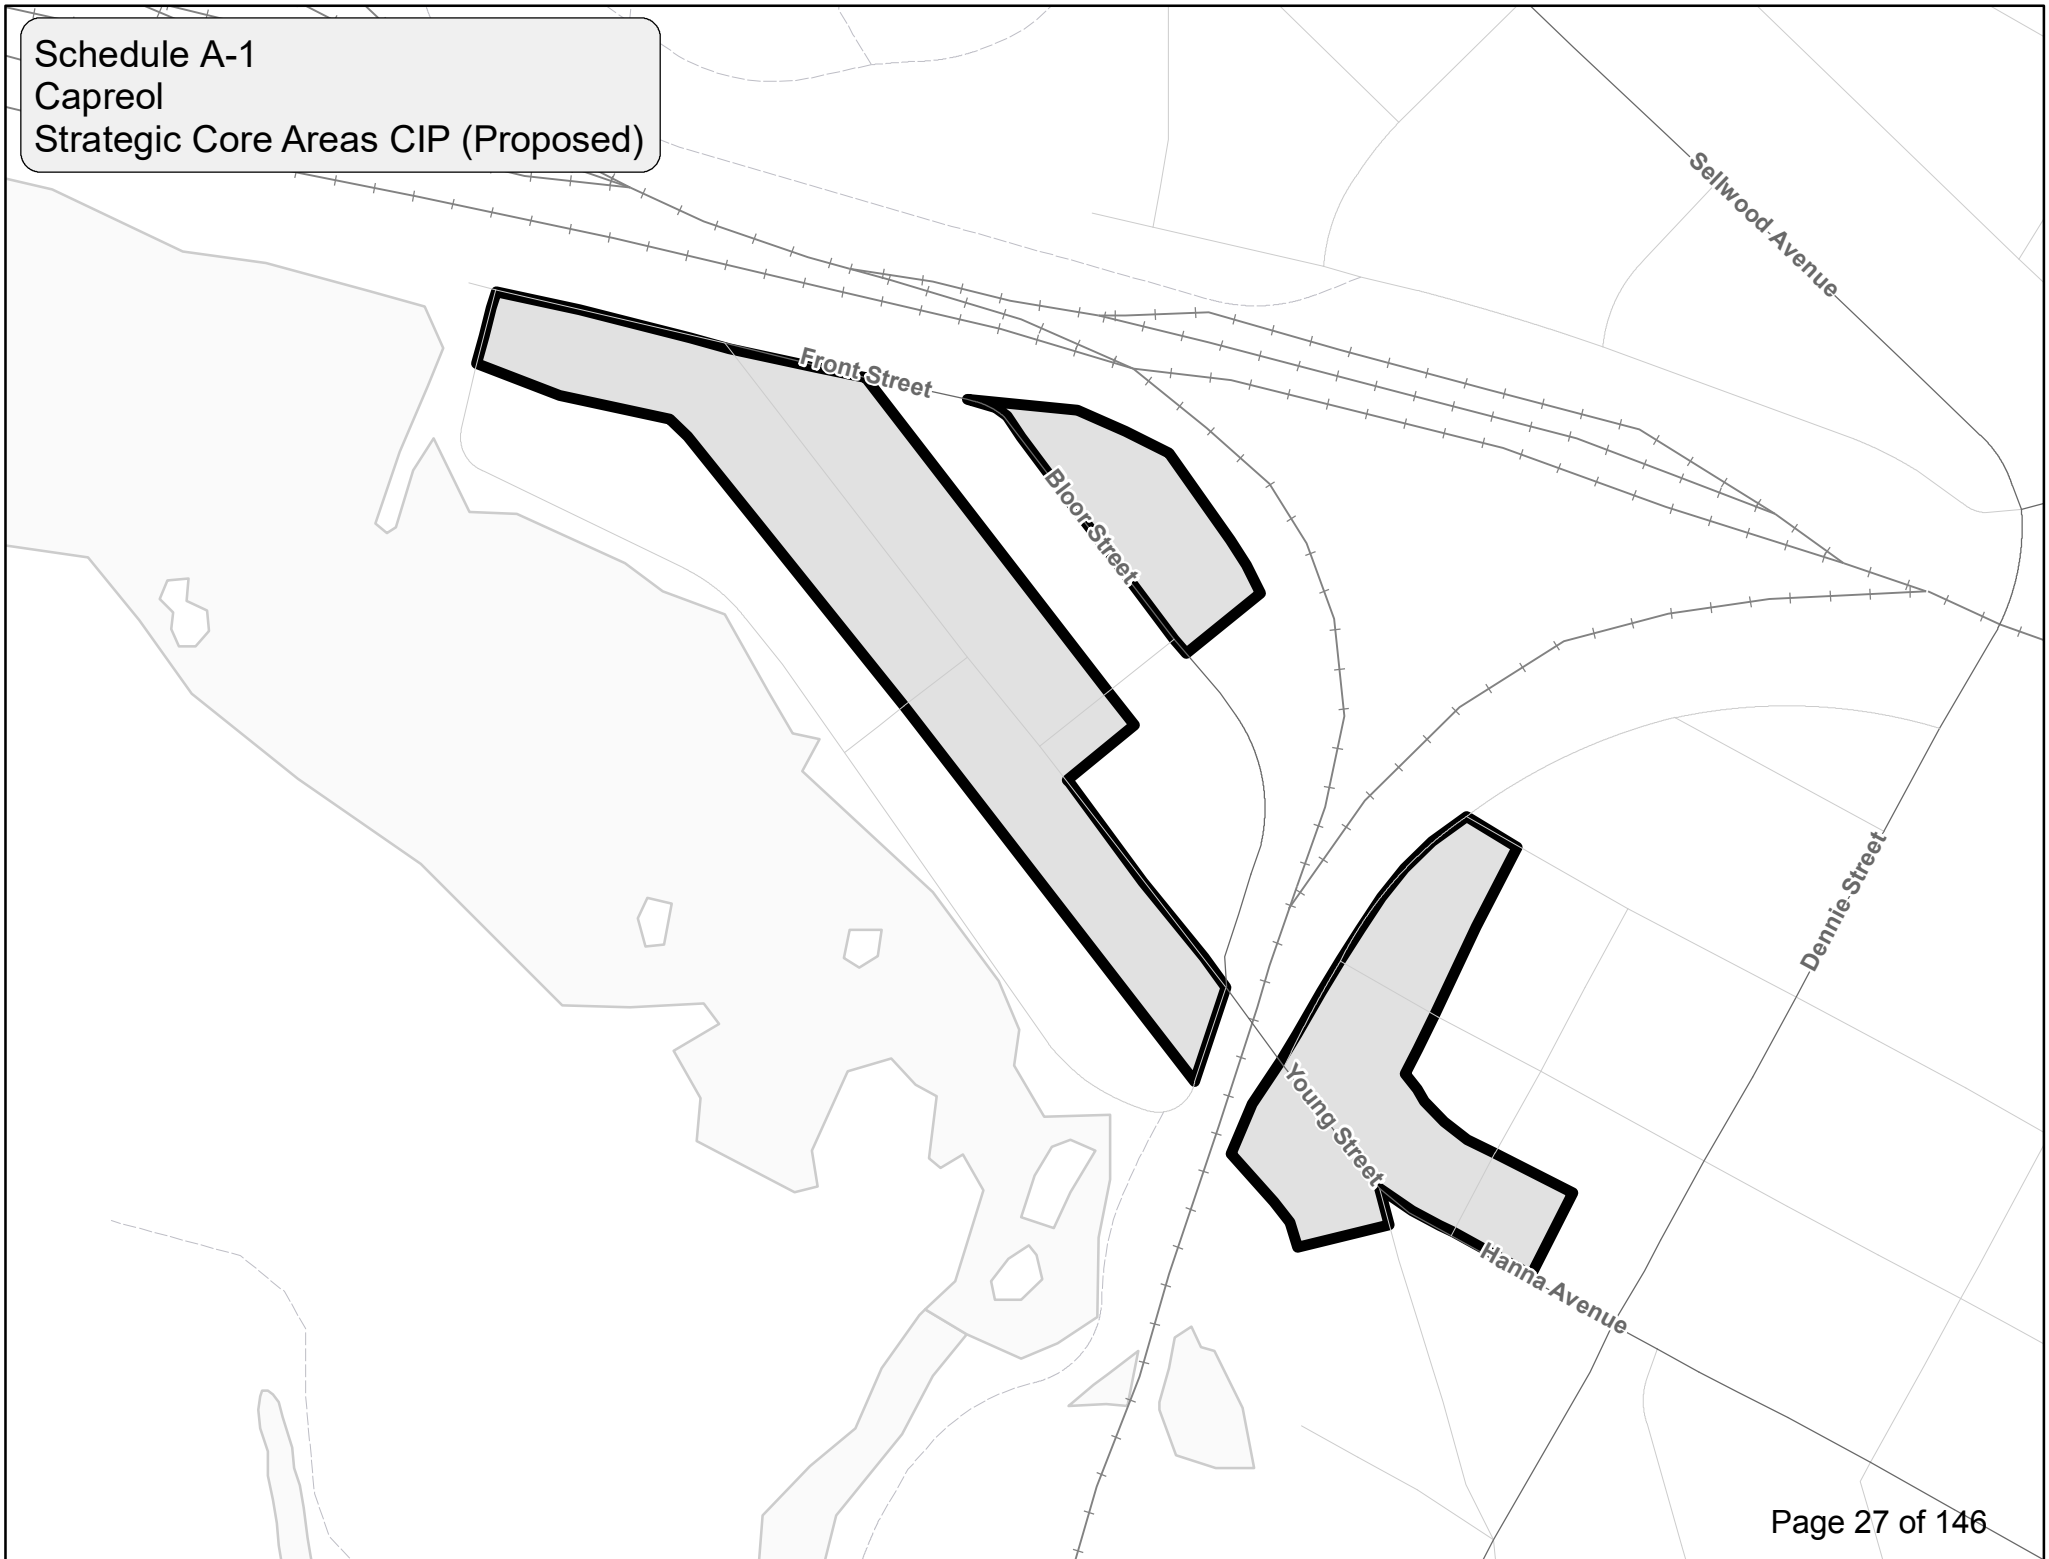 Schedule A-1
Capreol
Strategic Core Areas CIP (Proposed)
Sellwood Avenue
Front Street
Bloor Street
Dennie Street
Young Street
Hanna Avenue
Page 27 of 146